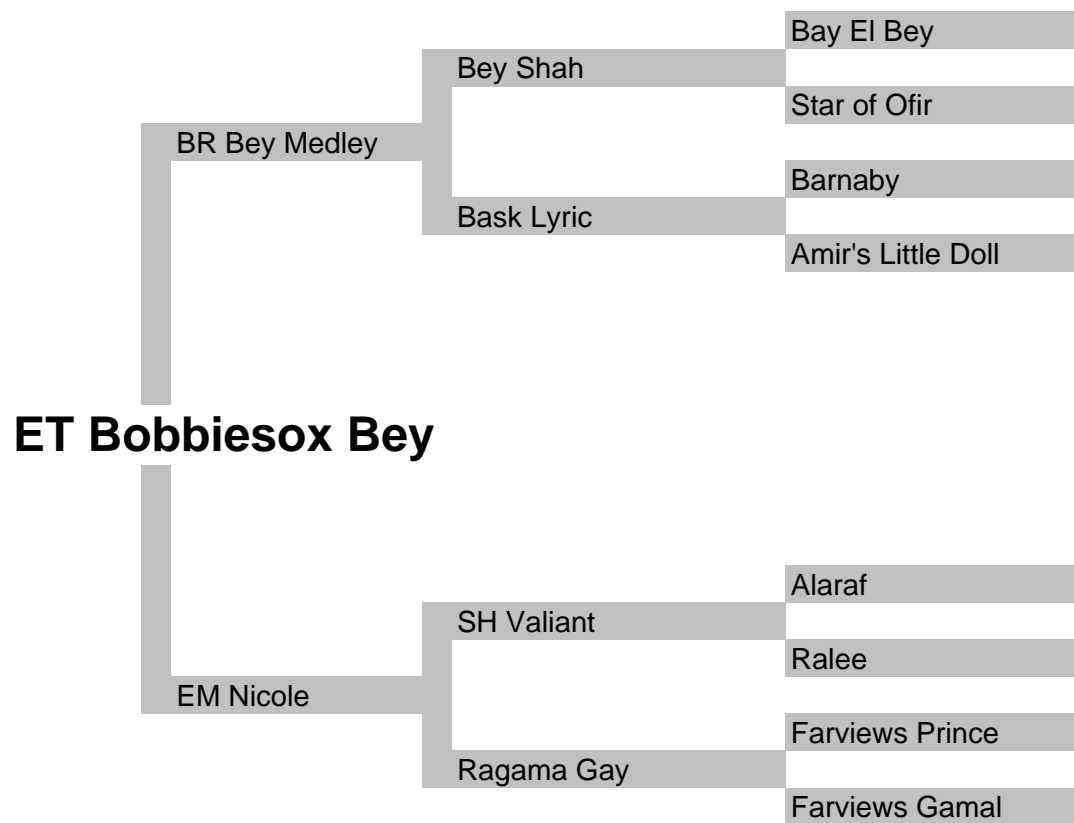 Bay El Bey
Bey Shah
Star of Ofir
BR Bey Medley
Barnaby
Bask Lyric
Amir's Little Doll
ET Bobbiesox Bey
Alaraf
SH Valiant
Ralee
EM Nicole
Farviews Prince
Ragama Gay
Farviews Gamal